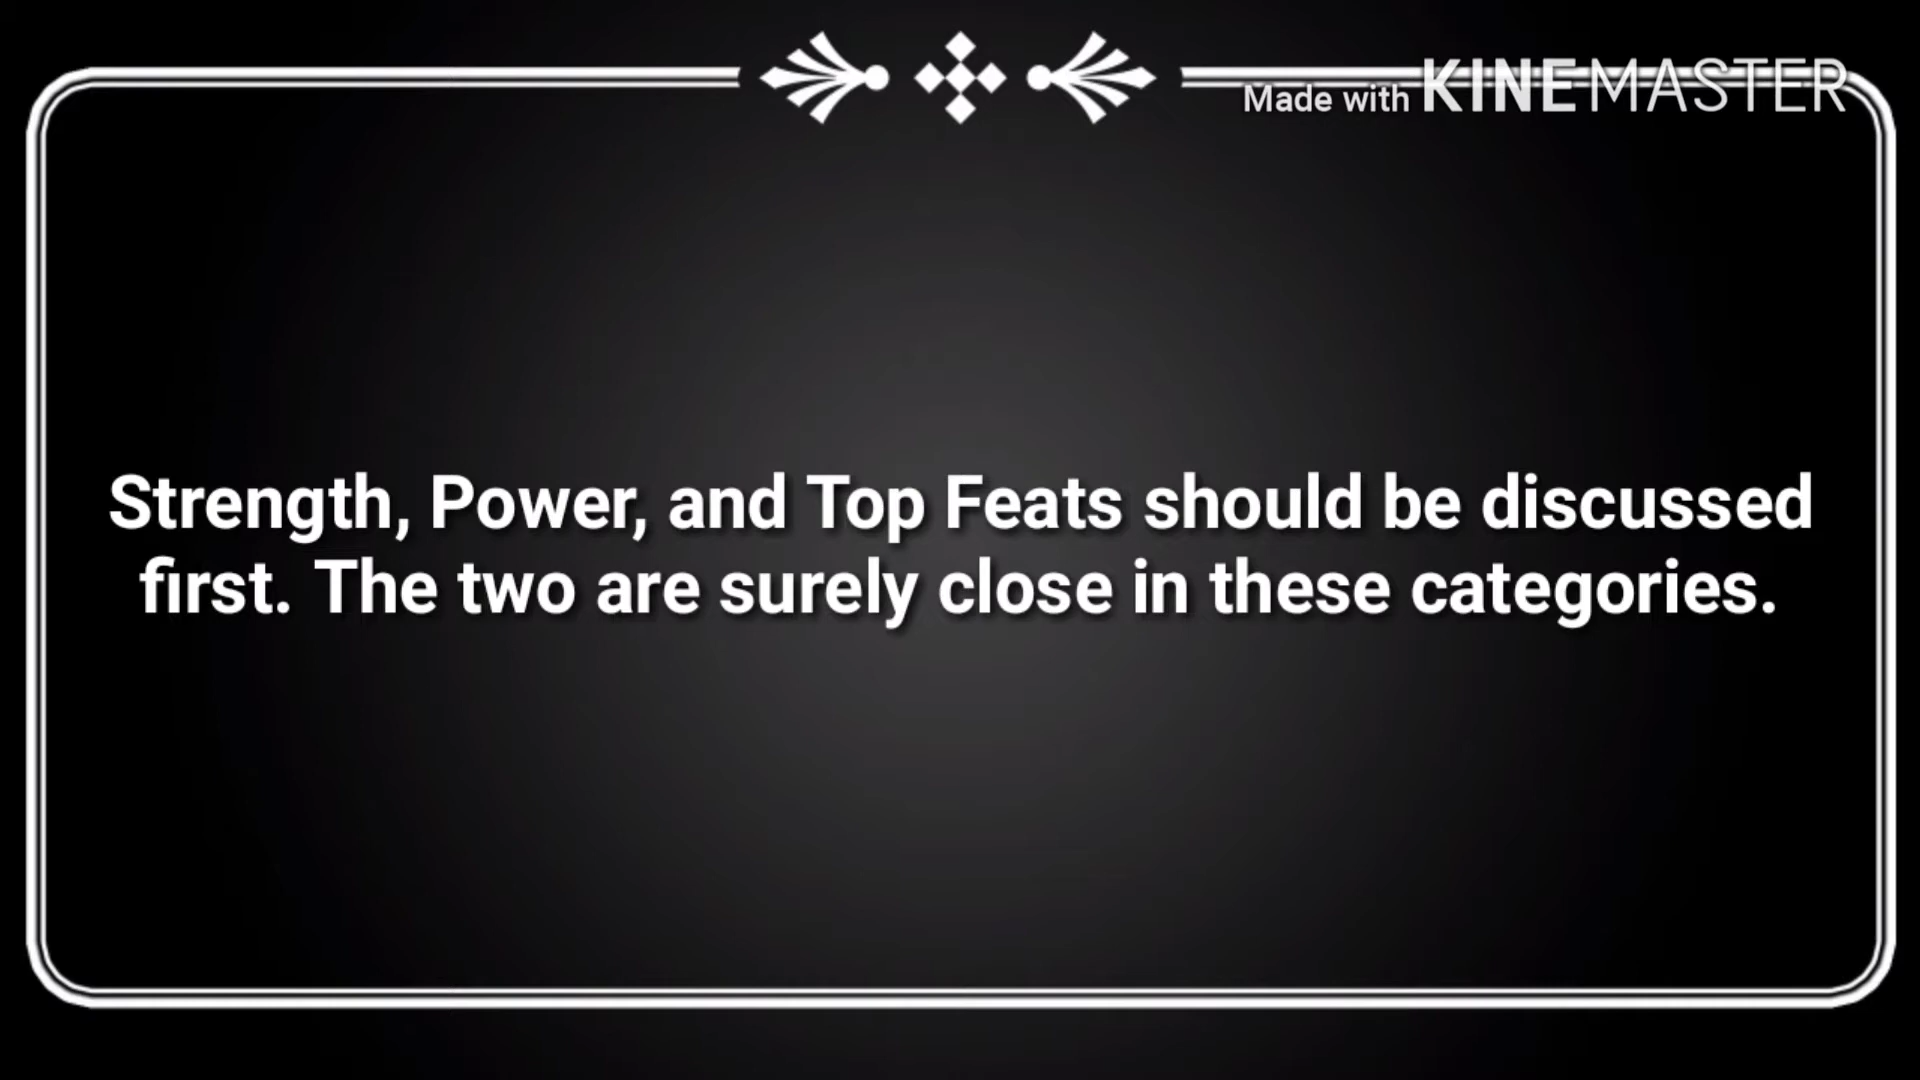 Made with KINEMASTER
Strength, Power, and Top Feats should be discussed
first. The two are surely close in these categories.